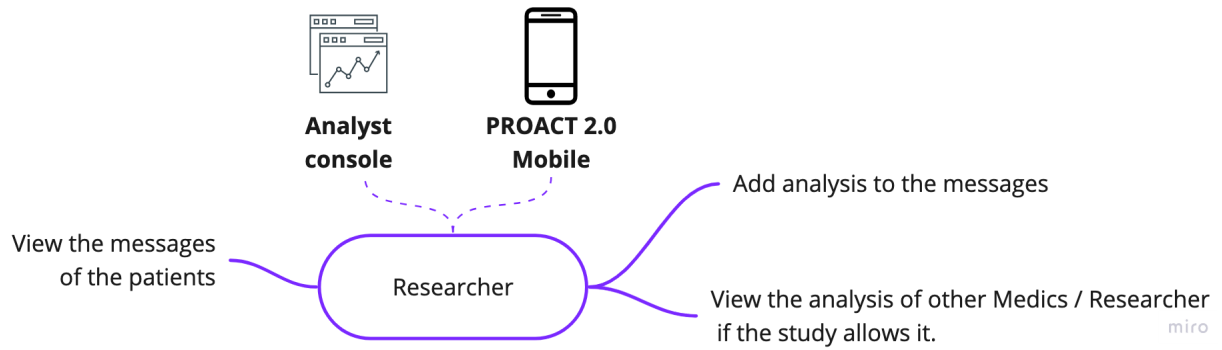 Analyst
console
PROACT 2.0
Mobile
View the messages
of the patients
Researcher
Add analysis to the messages
View the analysis of other Medics / Researcher
if the study allows it.
miro